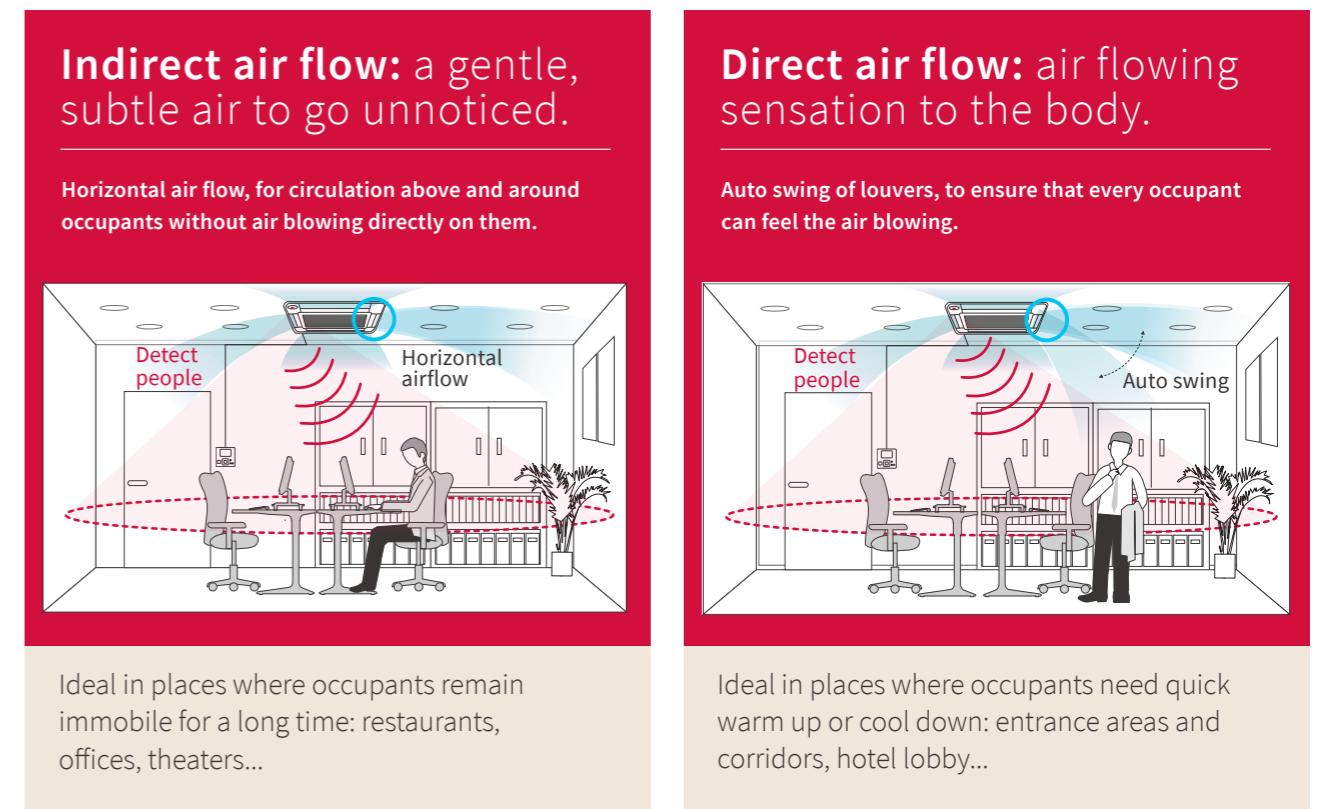 Indirect air flow: a gentle,
subtle air to go unnoticed.
Horizontal air flow, for circulation above and around
occupants without air blowing directly on them.
Detect
people
Horizontal
airflow
Ideal in places where occupants remain
immobile for a long time: restaurants,
offices, theaters...
Direct air flow: air flowing
sensation to the body.
Auto swing of louvers, to ensure that every occupant
can feel the air blowing.
Detect
people
Auto swing
Ideal in places where occupants need quick
warm up or cool down: entrance areas and
corridors, hotel lobby...